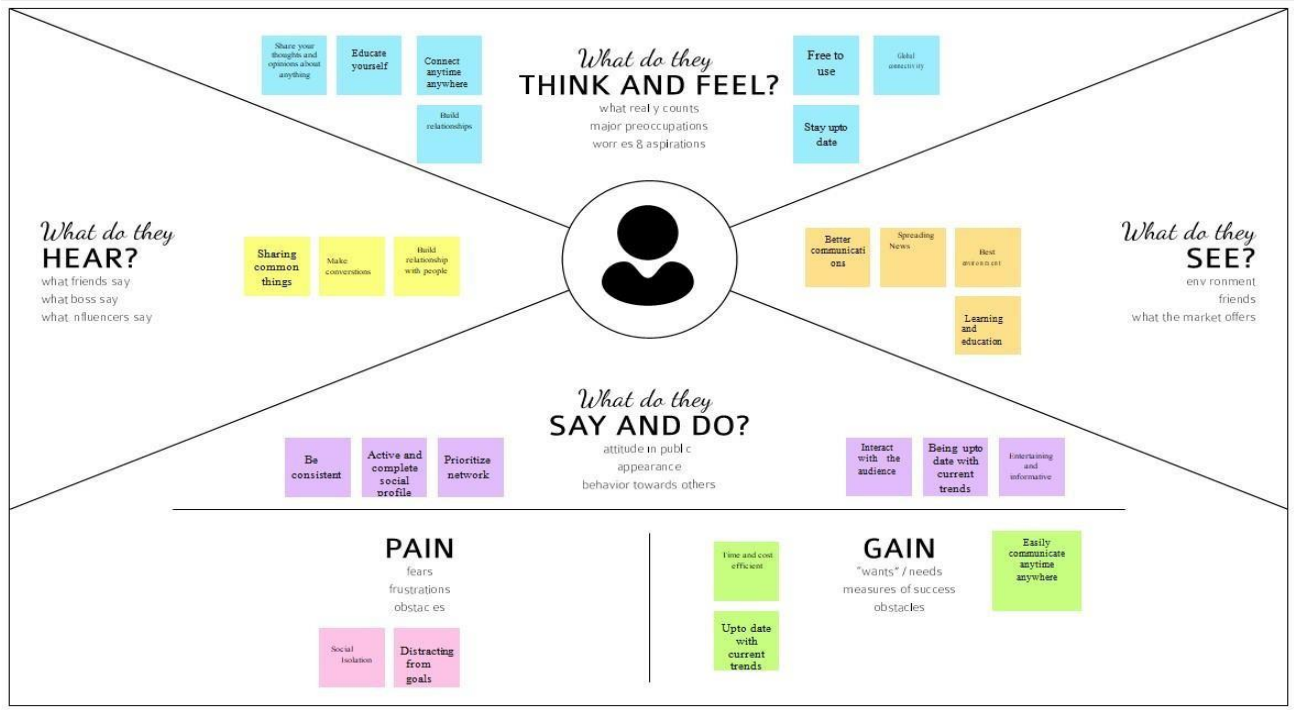 What do they
THINK AND FEEL?
what real y counts
major preoccupations
worr es & aspirations
Share your
thoughts and
opinions about
anything
Educate
yourself
Connect
anytime
anywhere
Build
relationships
Free to
use
Global
connectivity
Stay upto
date
What do they
HEAR?
what friends say
what boss say
what nfluencers say
Sharing
common
things
Make
converstions
Build
relationship
with people
Better
communicati
ons
Spreading
News
Best
Learning
and
education
What do they
SEE?
env ronment
friends
what the market offers
What do they
SAY AND DO?
attitude in publ c
appearance
behavior towards others
Be
consistent
Active and
complete
social
profile
Prioritize
network
Interact
with the
audience
Being upto
date with
current
trends
Entertaining
and
informative
PAIN
fears
frustrations
obstac es
Social
Isolation
Distracting
from
goals
GAIN
"wants" / needs
measures of success
obstacles
Time and cost
efficient
Upto date
with
current
trends
Easily
communicate
anytime
anywhere